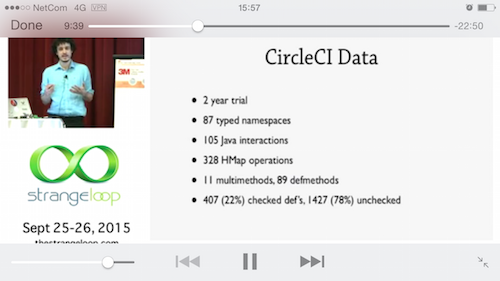 NetCom 4G VPN
15:57
Done
9:39
-22:50
3M
CircleCI Data
• 2 year trial
• 87 typed namespaces
• 105 Java interactions
• 328 HMap operations
• 11 multimethods, 89 defmethods
• 407 (22%) checked def's, 1427 (78%) unchecked
strangeloop
Sept 25-26, 2015
thestrangeloop.com